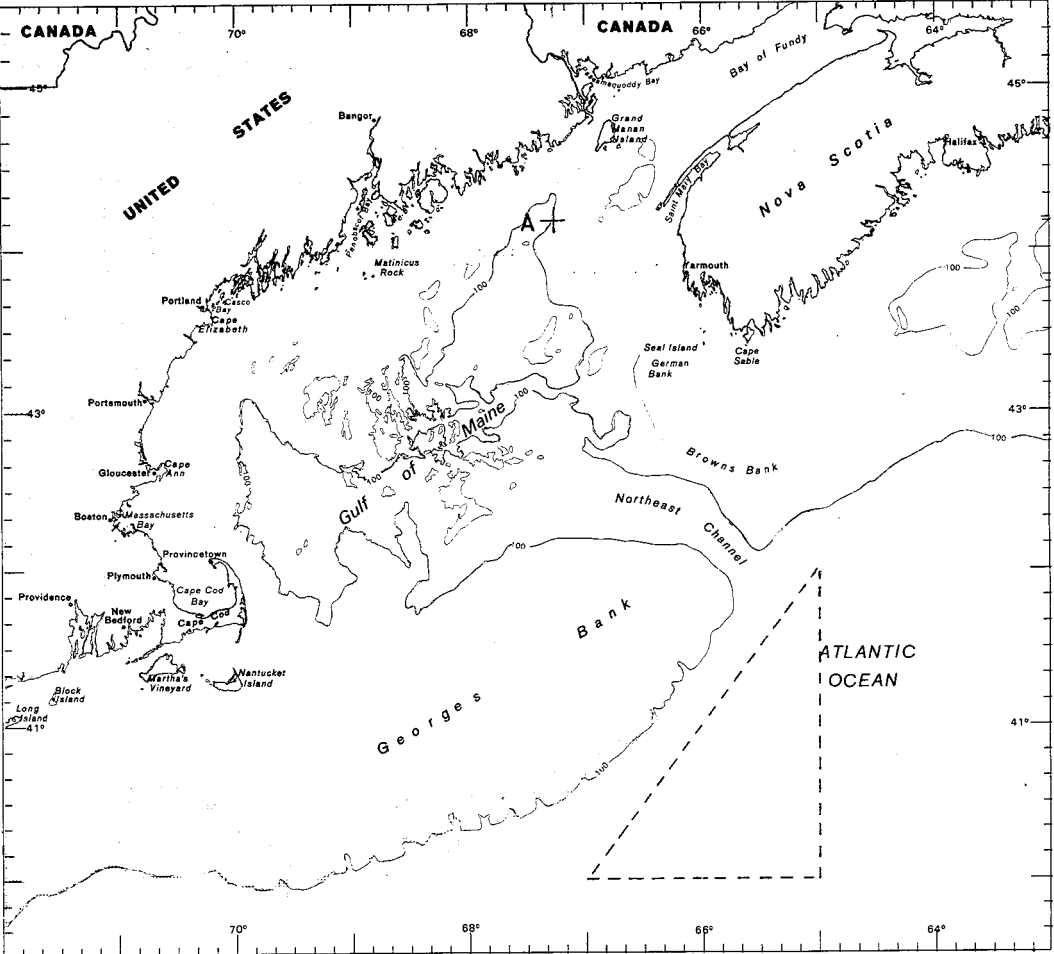 CANADA
70°
68°
CANADA
66°
64°
Bay of Fundy
Passamaquoddy Bay
45°
45°
STATES
Bangor
Grand
Manan
Island
Nova Scotia
Halifax
UNITED
Saint Mary Bay
Penobscot Bay
A
Matinicus
Rock
Yarmouth
100
100
100
Portland
Casco
Bay
Cape
Elizabeth
Seal Island
German
Bank
Cape
Sable
100
100
100
Portsmouth
43°
43°
Gulf of Maine
100
Browns Bank
100
Gloucester
Cape
Ann
100
Northeast Channel
Boston
Massachusetts
Bay
Provincetown
100
Plymouth
Cape Cod
Bay
Providence
New
Bedford
Cape Cod
Georges Bank
ATLANTIC
OCEAN
Martha's
Vineyard
Nantucket
Island
Block
Island
Long
Island
41°
41°
100
70°
68°
66°
64°